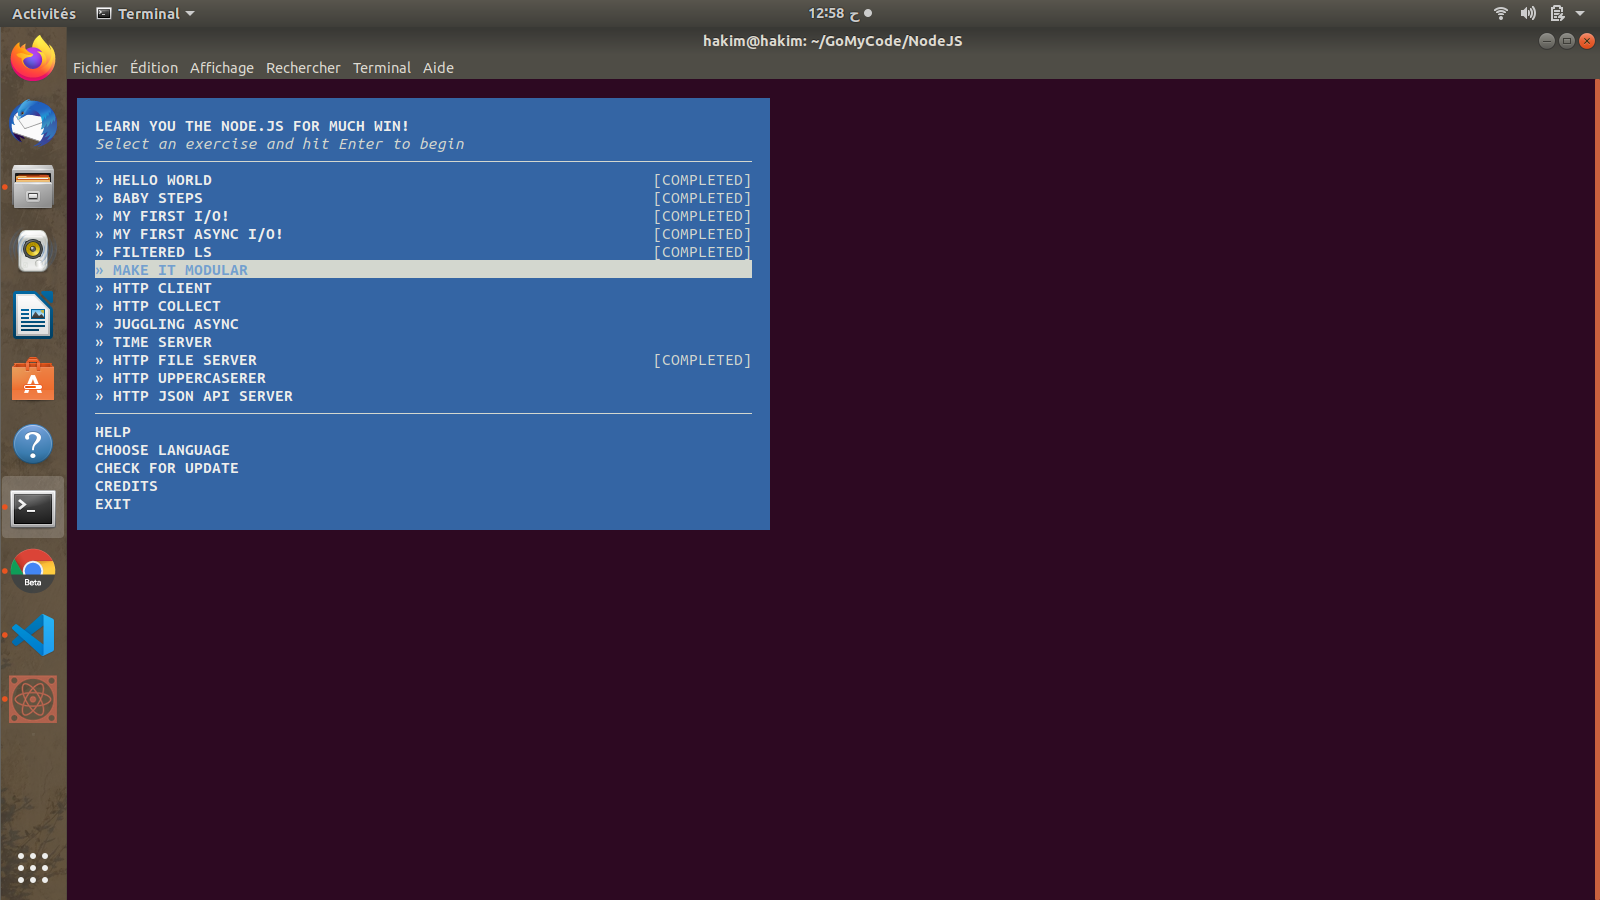 Activités Terminal 12:58 ح
hakim@hakim: ~/GoMyCode/NodeJS
Fichier Édition Affichage Rechercher Terminal Aide
LEARN YOU THE NODE.JS FOR MUCH WIN!
Select an exercise and hit Enter to begin
» HELLO WORLD [COMPLETED]
» BABY STEPS [COMPLETED]
» MY FIRST I/O! [COMPLETED]
» MY FIRST ASYNC I/O! [COMPLETED]
» FILTERED LS [COMPLETED]
» MAKE IT MODULAR
» HTTP CLIENT
» HTTP COLLECT
» JUGGLING ASYNC
» TIME SERVER
» HTTP FILE SERVER [COMPLETED]
» HTTP UPPERCASERER
» HTTP JSON API SERVER
HELP
CHOOSE LANGUAGE
CHECK FOR UPDATE
CREDITS
EXIT
Beta